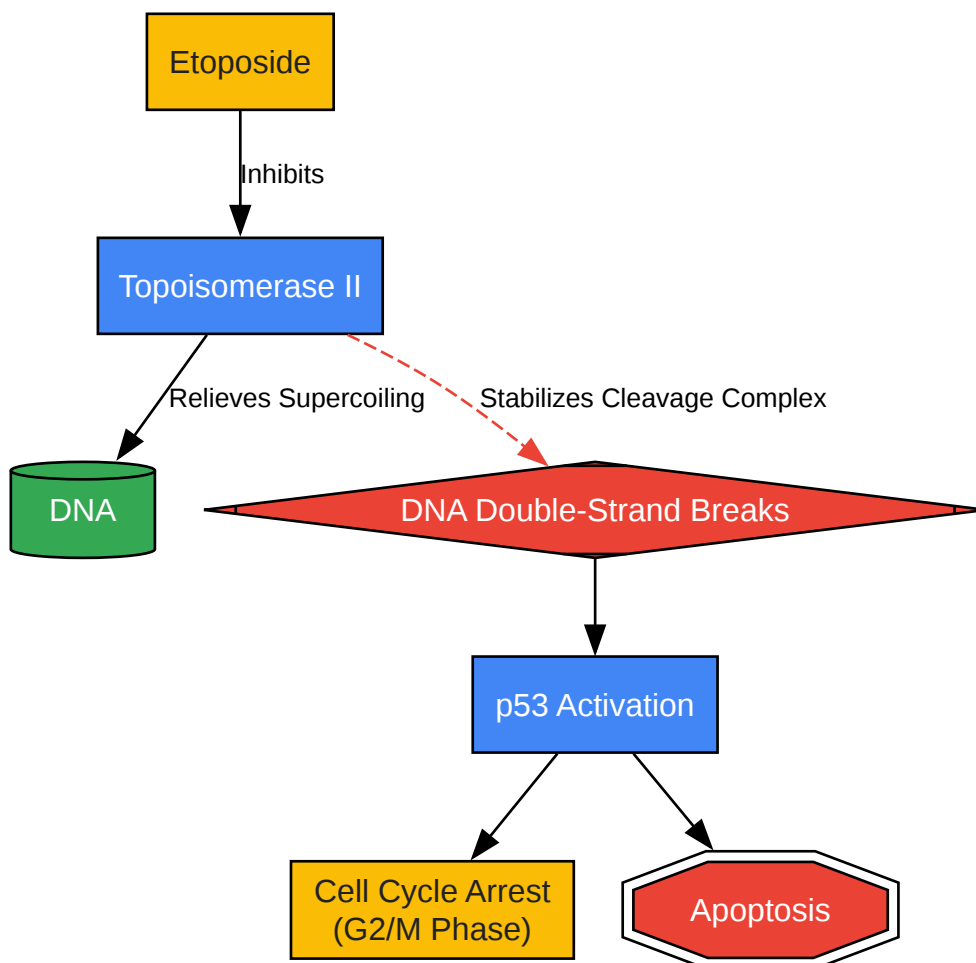 Etoposide
Inhibits
Topoisomerase II
Relieves Supercoiling
Stabilizes Cleavage Complex
DNA
DNA Double-Strand Breaks
p53 Activation
Cell Cycle Arrest
(G2/M Phase)
Apoptosis